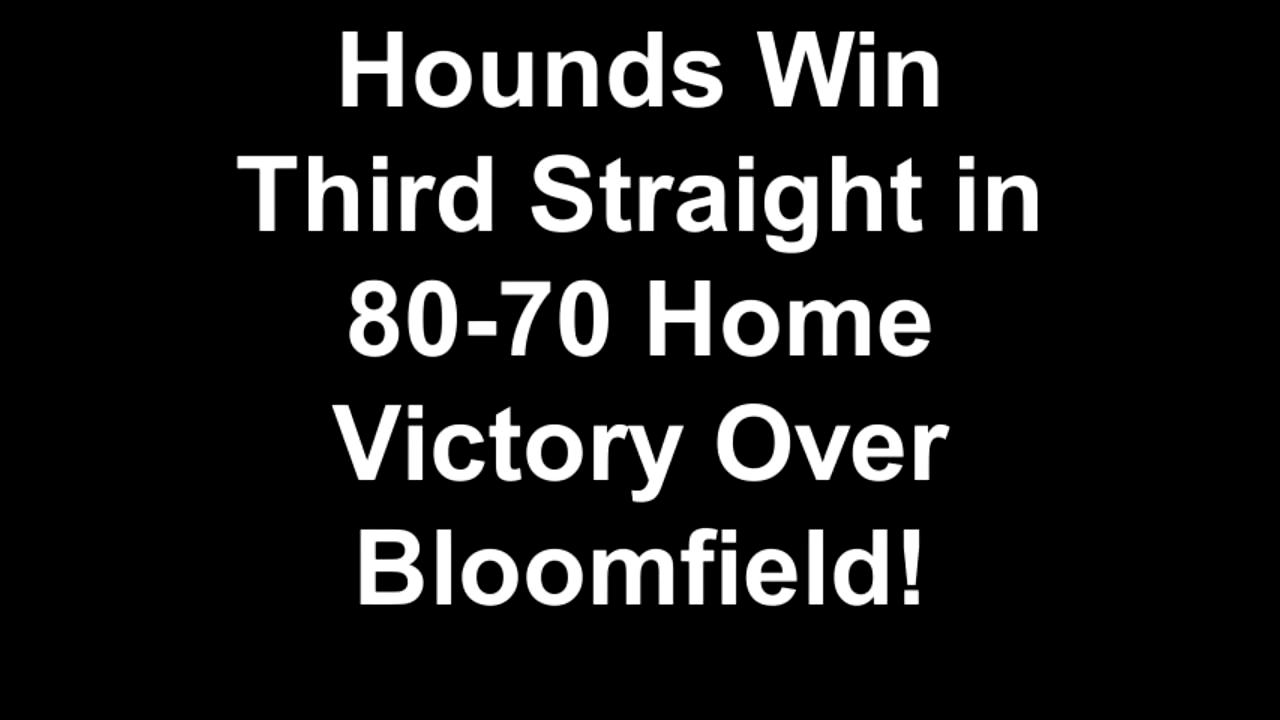 Hounds Win
Third Straight in
80-70 Home
Victory Over
Bloomfield!